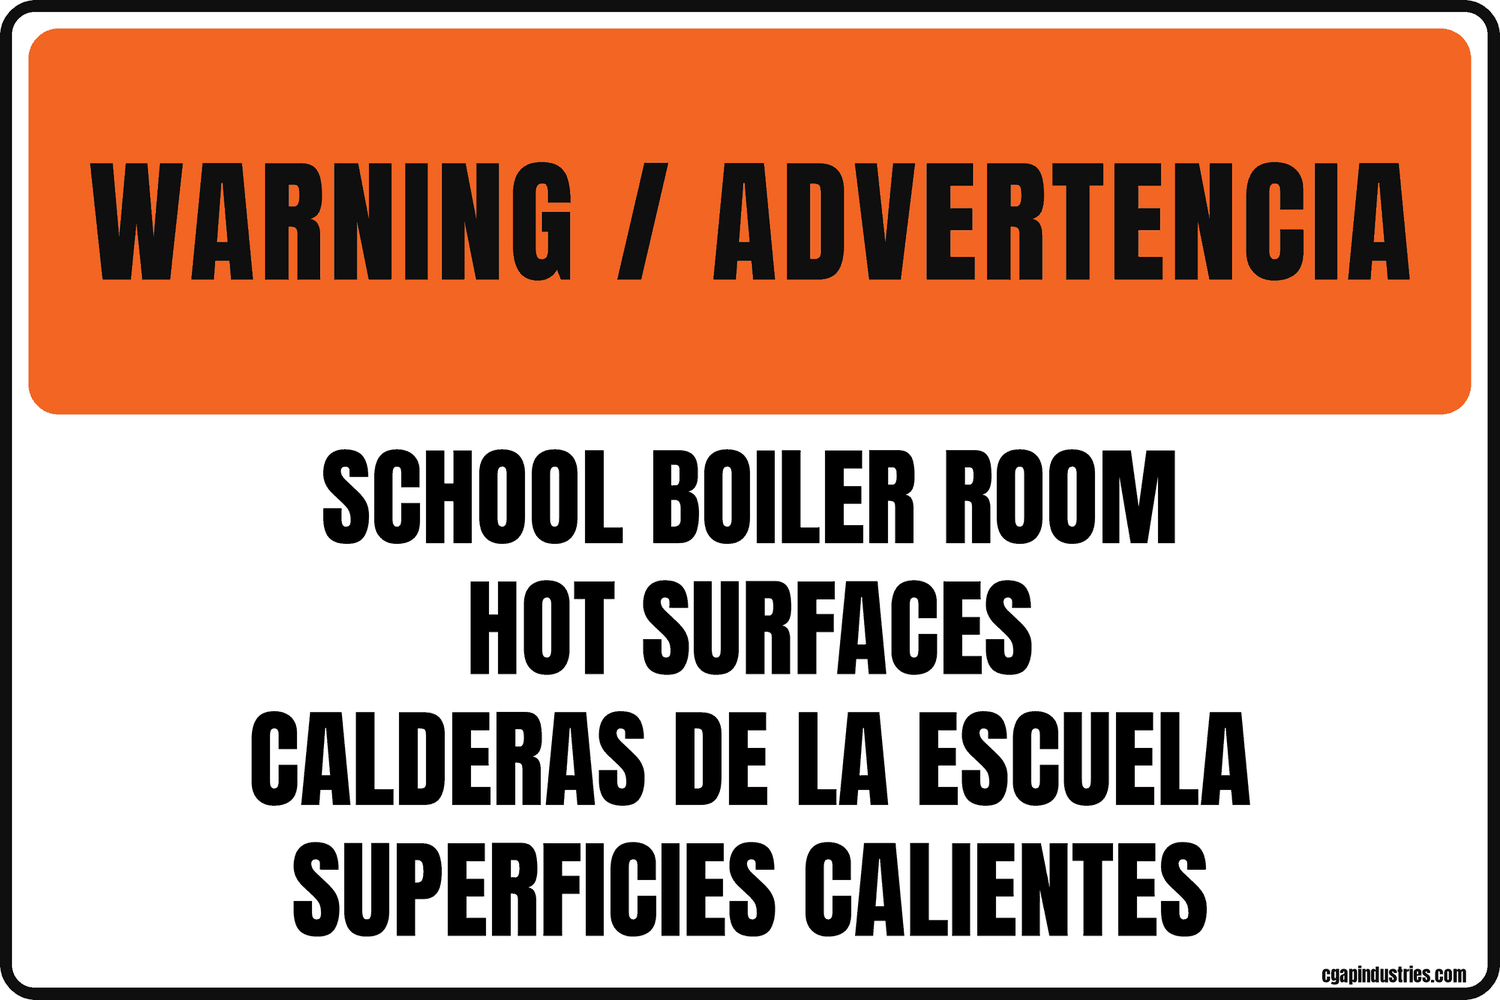 WARNING / ADVERTENCIA
SCHOOL BOILER ROOM
HOT SURFACES
CALDERAS DE LA ESCUELA
SUPERFICIES CALIENTES
cgapindustries.com